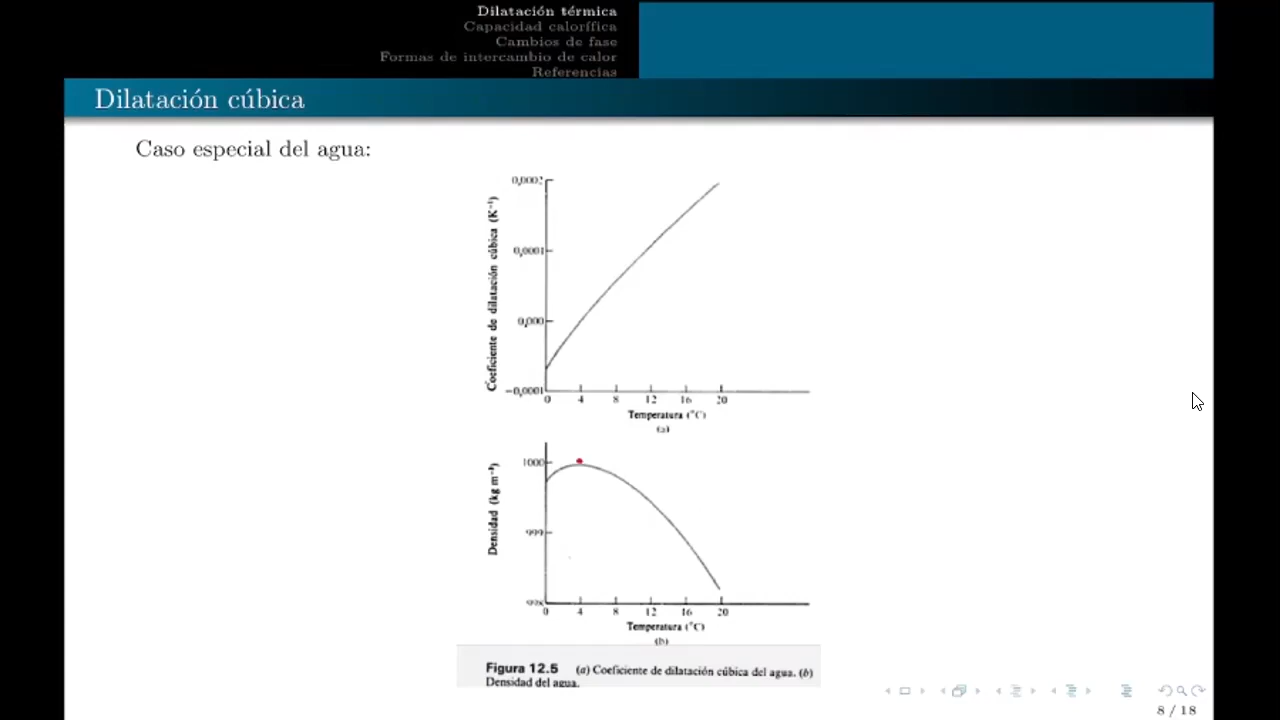 Dilatación térmica
Capacidad calorífica
Cambios de fase
Formas de intercambio de calor
Referencias
Dilatación cúbica
Caso especial del agua:
Coeficiente de dilatación cúbica (K⁻¹)
0,0002
0,0001
0,000
−0,0001
0 4 8 12 16 20
Temperatura (°C)
(a)
Densidad (kg m⁻³)
1000
999
998
0 4 8 12 16 20
Temperatura (°C)
(b)
Figura 12.5 (a) Coeficiente de dilatación cúbica del agua. (b)
Densidad del agua.
8 / 18